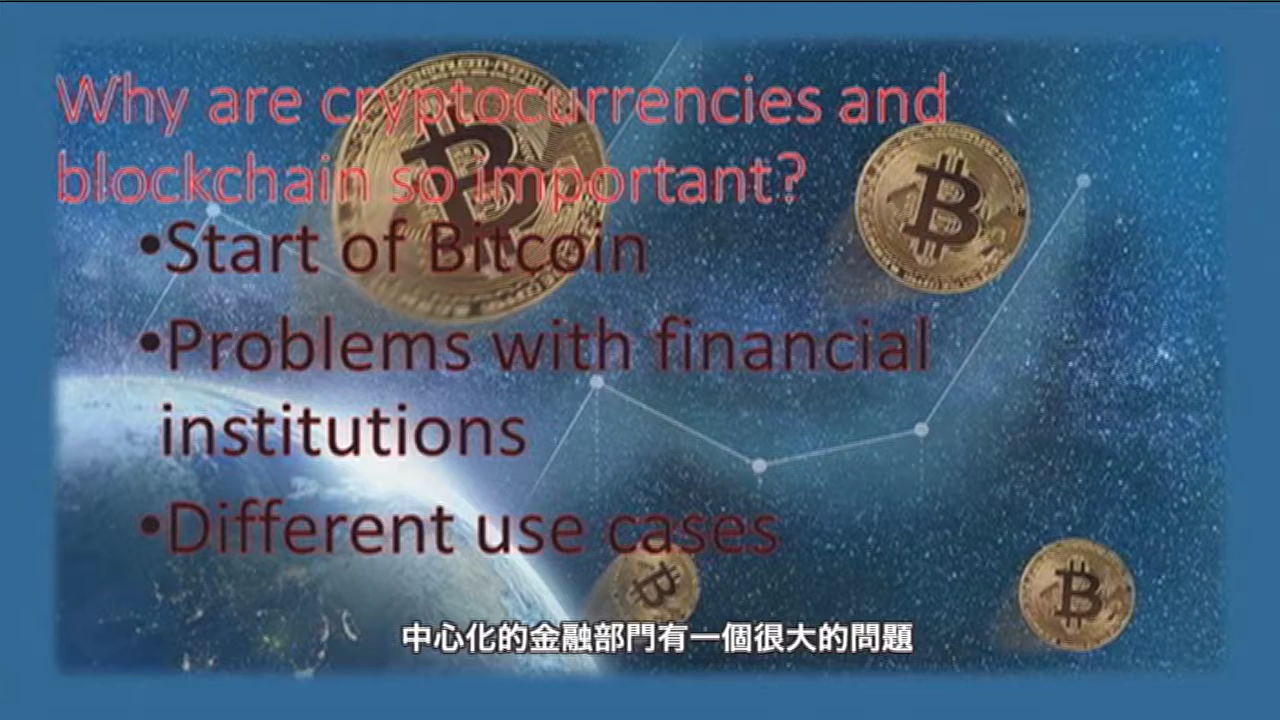 Why are cryptocurrencies and
blockchain so important?
•Start of Bitcoin
•Problems with financial
institutions
•Different use cases
中心化的金融部門有一個很大的問題